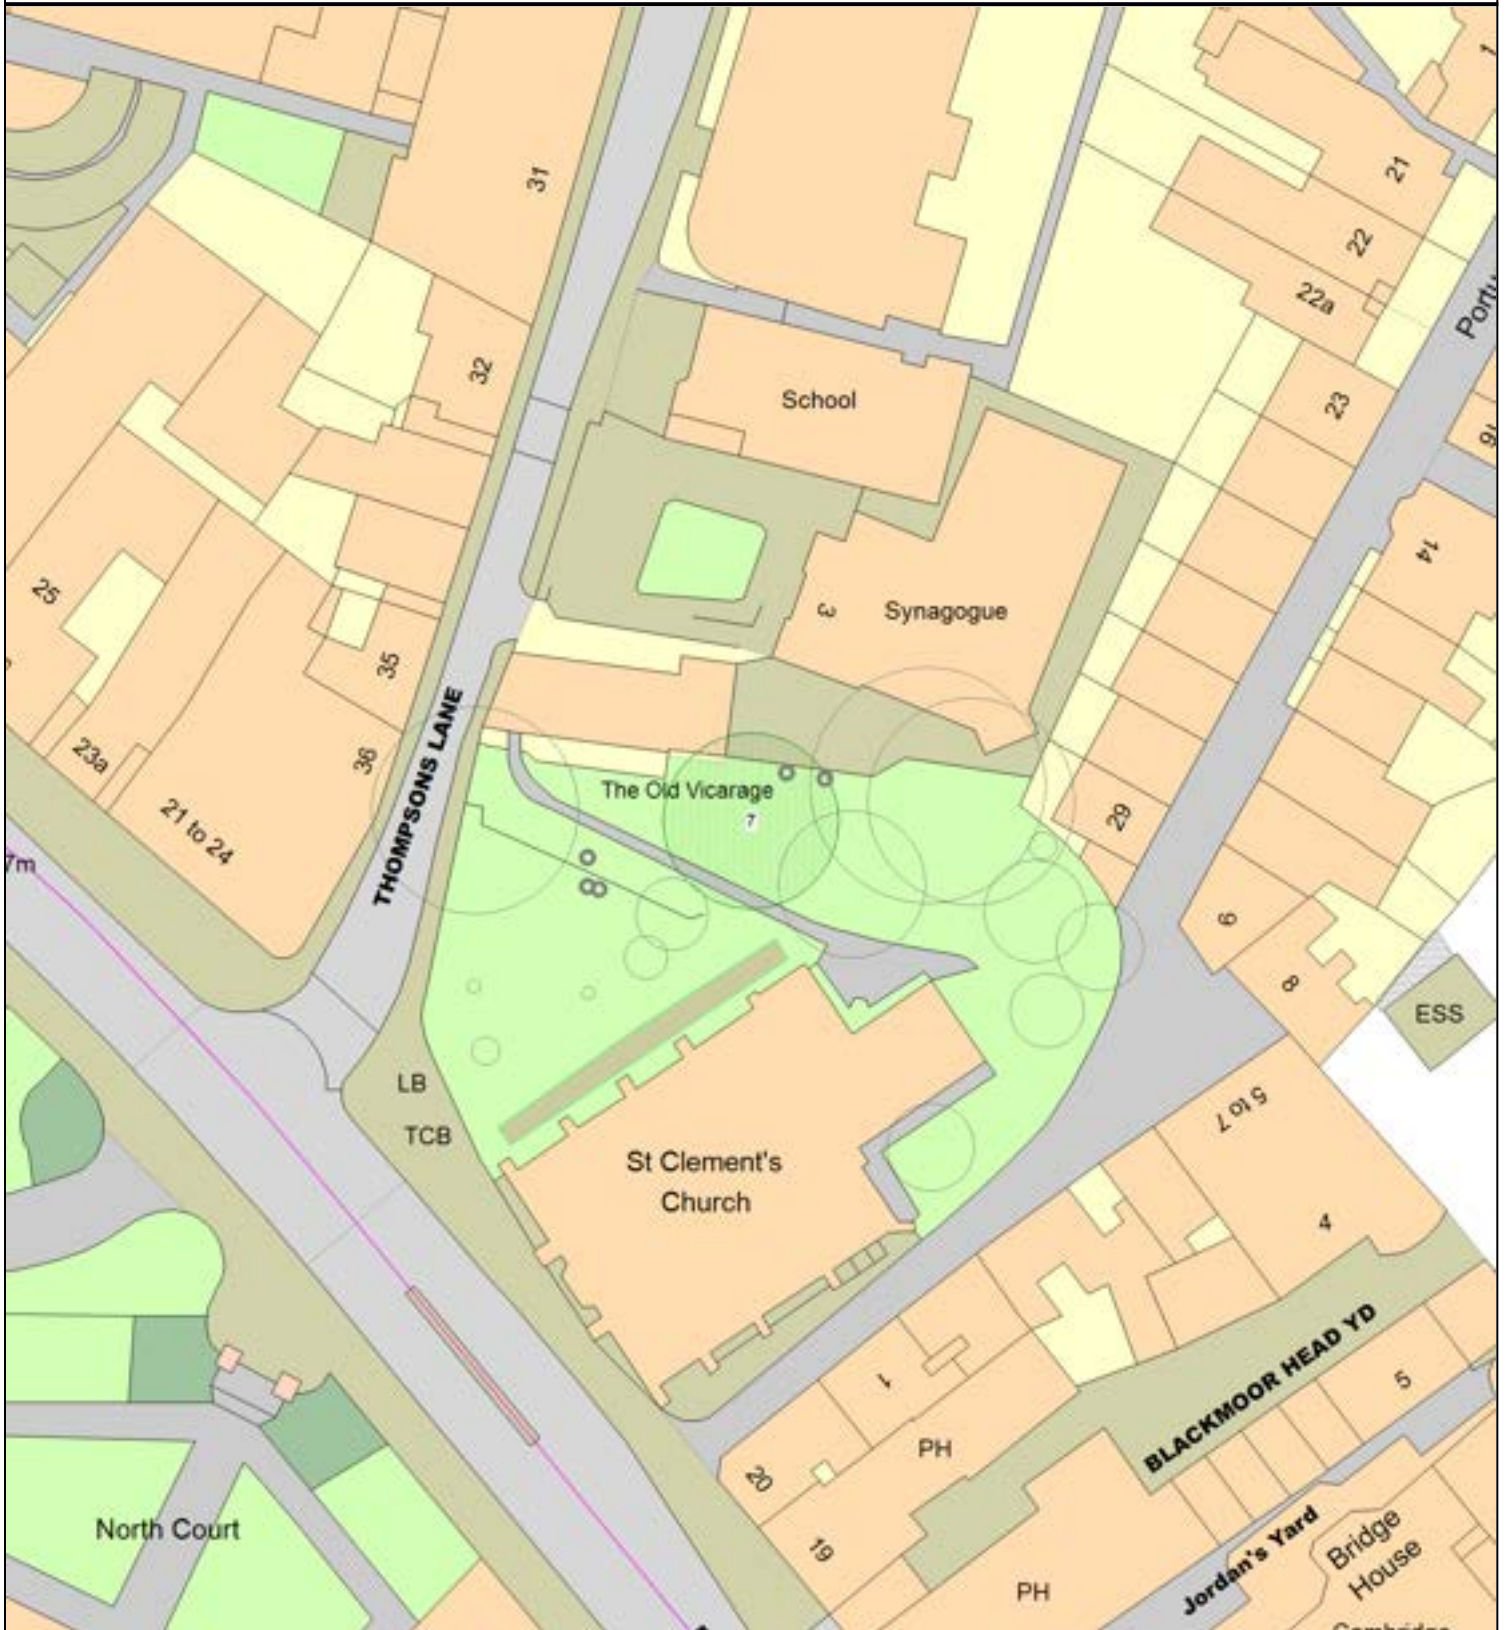 31
21
22
22a
32
School
23
14
25
3
Synagogue
35
THOMPSONS LANE
23a
36
The Old Vicarage
7
29
21 to 24
7m
9
8
ESS
LB
5 to 7
TCB
St Clement's
Church
4
1
BLACKMOOR HEAD YD
5
PH
20
North Court
19
Jordan's Yard
Bridge
House
PH